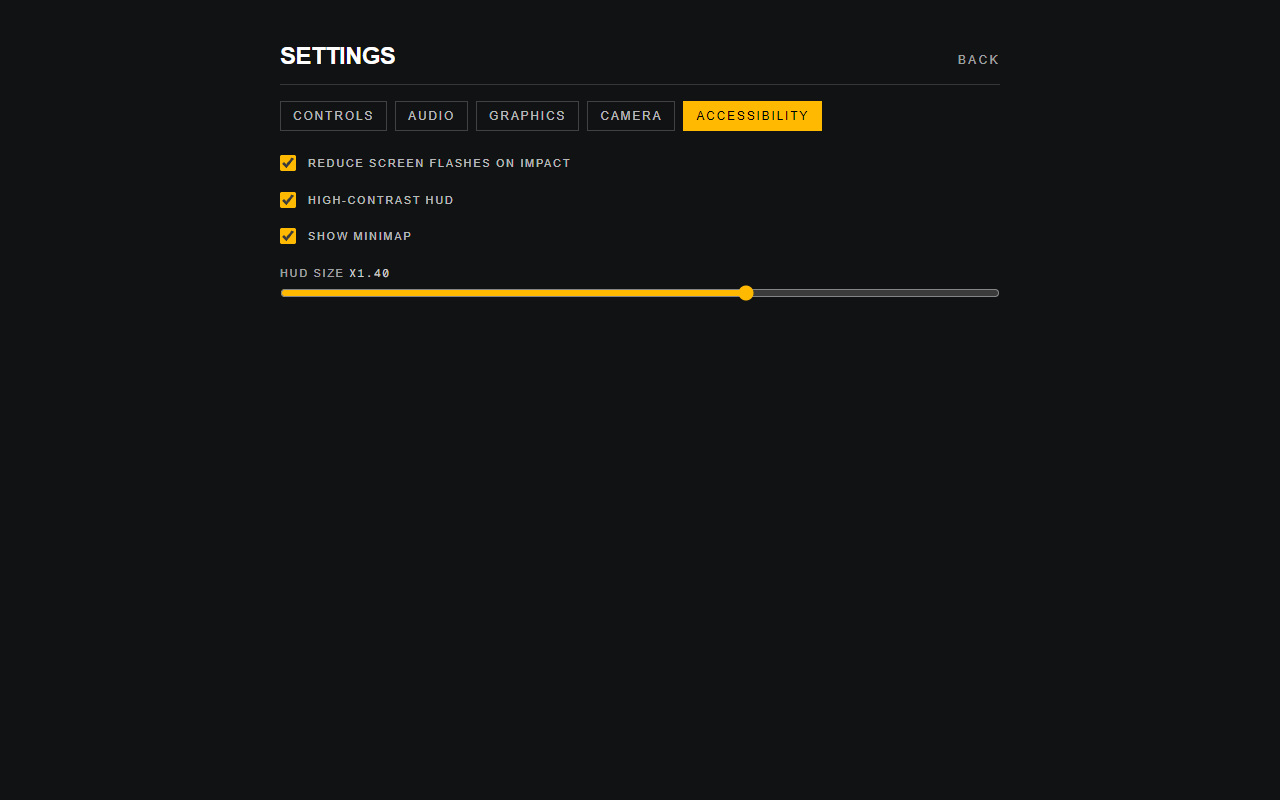 SETTINGS
BACK
CONTROLS AUDIO GRAPHICS CAMERA ACCESSIBILITY
REDUCE SCREEN FLASHES ON IMPACT
HIGH-CONTRAST HUD
SHOW MINIMAP
HUD SIZE X1.40